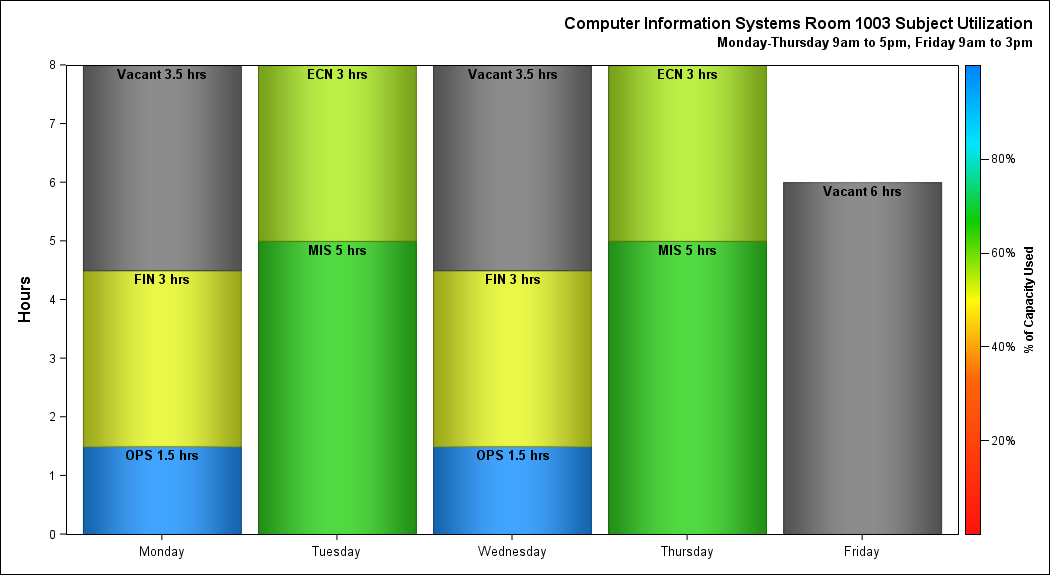 Computer Information Systems Room 1003 Subject Utilization
Monday-Thursday 9am to 5pm, Friday 9am to 3pm
Hours
8
7
6
5
4
3
2
1
0
Vacant 3.5 hrs
FIN 3 hrs
OPS 1.5 hrs
ECN 3 hrs
MIS 5 hrs
Vacant 3.5 hrs
FIN 3 hrs
OPS 1.5 hrs
ECN 3 hrs
MIS 5 hrs
Vacant 6 hrs
Monday
Tuesday
Wednesday
Thursday
Friday
80%
60%
40%
20%
% of Capacity Used